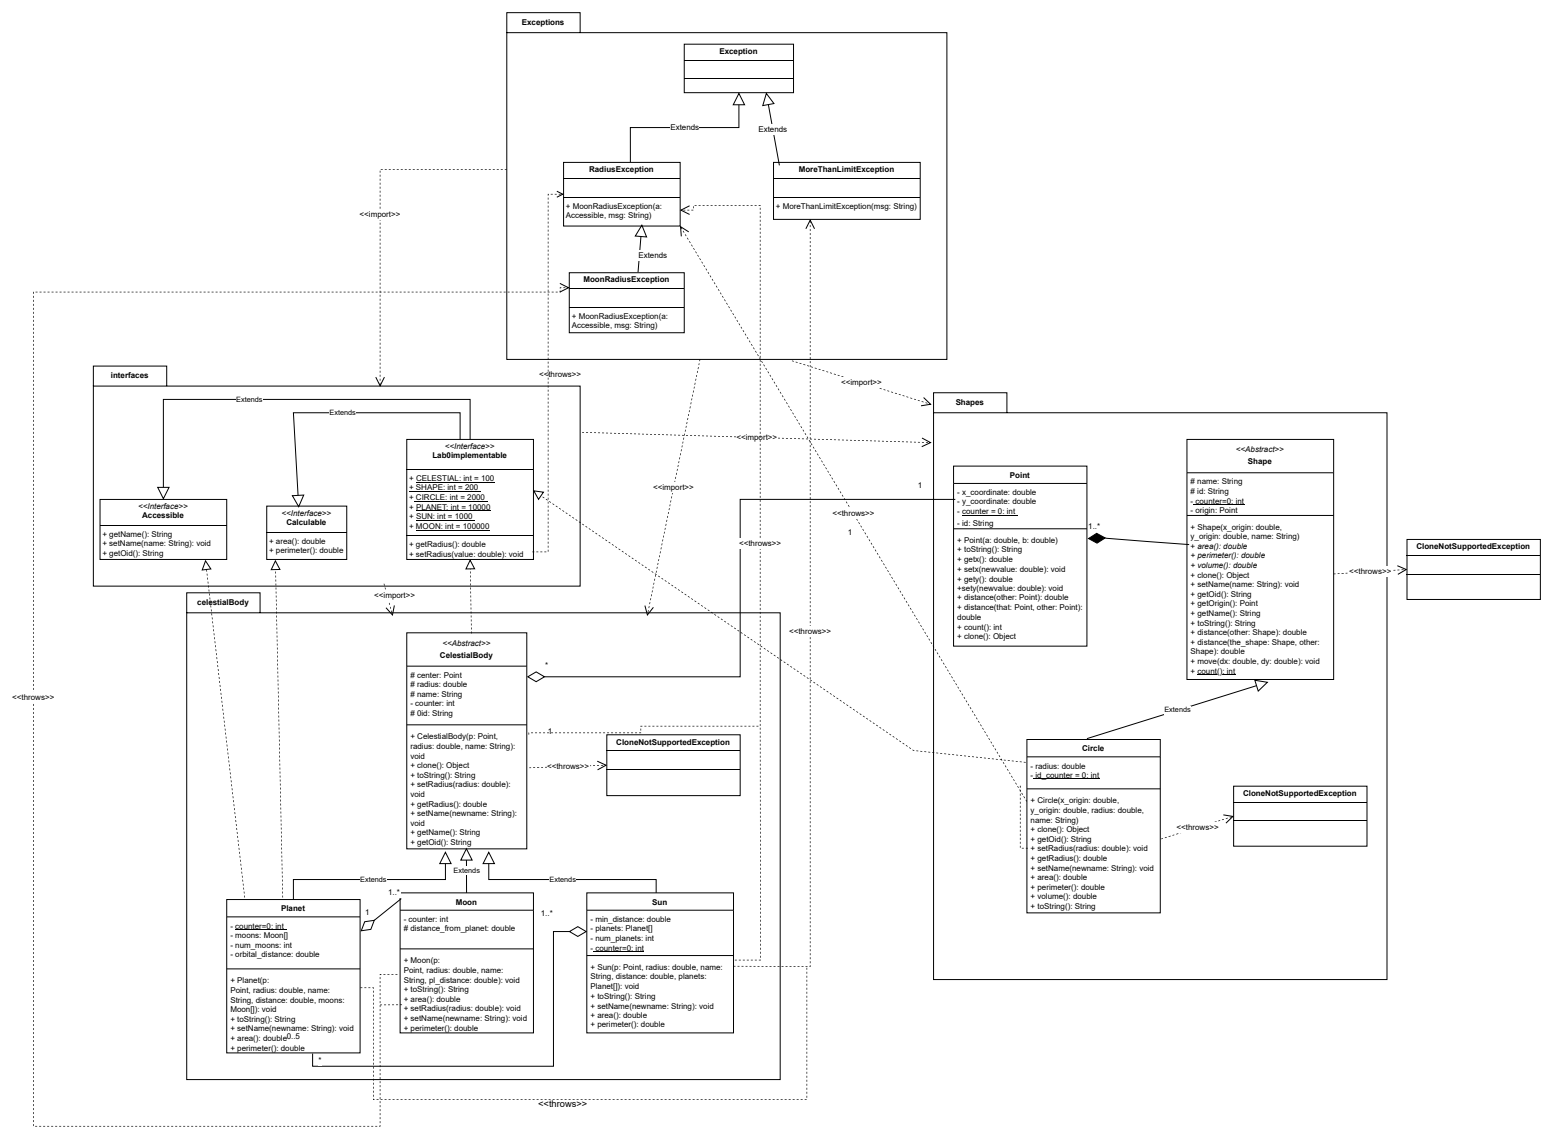 Exceptions
Exception
Extends
Extends
RadiusException
+ MoonRadiusException(a:
Accessible, msg: String)
MoreThanLimitException
+ MoreThanLimitException(msg: String)
<<import>>
Extends
MoonRadiusException
+ MoonRadiusException(a:
Accessible, msg: String)
<<throws>>
1
<<throws>>
<<import>>
interfaces
Extends
Extends
<<Interface>>
Lab0implementable
+ CELESTIAL: int = 100
+ SHAPE: int = 200
+ CIRCLE: int = 2000
+ PLANET: int = 10000
+ SUN: int = 1000
+ MOON: int = 100000
+ getRadius(): double
+ setRadius(value: double): void
<<Interface>>
Accessible
+ getName(): String
+ setName(name: String): void
+ getOid(): String
<<Interface>>
Calculable
+ area(): double
+ perimeter(): double
<<import>>
<<import>>
<<import>>
<<throws>>
<<throws>>
<<throws>>
Shapes
1
Point
- x_coordinate: double
- y_coordinate: double
- counter = 0: int
- id: String
+ Point(a: double, b: double)
+ toString(): String
+ getx(): double
+ setx(newvalue: double): void
+ gety(): double
+sety(newvalue: double): void
+ distance(other: Point): double
+ distance(that: Point, other: Point):
double
+ count(): int
+ clone(): Object
1..*
<<Abstract>>
Shape
# name: String
# id: String
- counter=0: int
- origin: Point
+ Shape(x_origin: double,
y_origin: double, name: String)
+ area(): double
+ perimeter(): double
+ volume(): double
+ clone(): Object
+ setName(name: String): void
+ getOid(): String
+ getOrigin(): Point
+ getName(): String
+ toString(): String
+ distance(other: Shape): double
+ distance(the_shape: Shape, other:
Shape): double
+ move(dx: double, dy: double): void
+ count(): int
<<throws>>
CloneNotSupportedException
Extends
Circle
- radius: double
- id_counter = 0: int
+ Circle(x_origin: double,
y_origin: double, radius: double,
name: String)
+ clone(): Object
+ getOid(): String
+ setRadius(radius: double): void
+ getRadius(): double
+ setName(newname: String): void
+ area(): double
+ perimeter(): double
+ volume(): double
+ toString(): String
<<throws>>
CloneNotSupportedException
celestialBody
<<Abstract>>
CelestialBody
# center: Point
# radius: double
# name: String
- counter: int
# 0id: String
+ CelestialBody(p: Point,
radius: double, name: String):
void
+ clone(): Object
+ toString(): String
+ setRadius(radius: double):
void
+ getRadius(): double
+ setName(newname: String):
void
+ getName(): String
+ getOid(): String
*
1
<<throws>>
CloneNotSupportedException
Extends
Extends
Extends
Planet
- counter=0: int
- moons: Moon[]
- num_moons: int
- orbital_distance: double
+ Planet(p:
Point, radius: double, name:
String, distance: double, moons:
Moon[]): void
+ toString(): String
+ setName(newname: String): void
+ area(): double
0..5
+ perimeter(): double
*
1
1..*
Moon
- counter: int
# distance_from_planet: double
+ Moon(p:
Point, radius: double, name:
String, pl_distance: double): void
+ toString(): String
+ area(): double
+ setRadius(radius: double): void
+ setName(newname: String): void
+ perimeter(): double
1..*
Sun
- min_distance: double
- planets: Planet[]
- num_planets: int
- counter=0: int
+ Sun(p: Point, radius: double, name:
String, distance: double, planets:
Planet[]): void
+ toString(): String
+ setName(newname: String): void
+ area(): double
+ perimeter(): double
<<throws>>